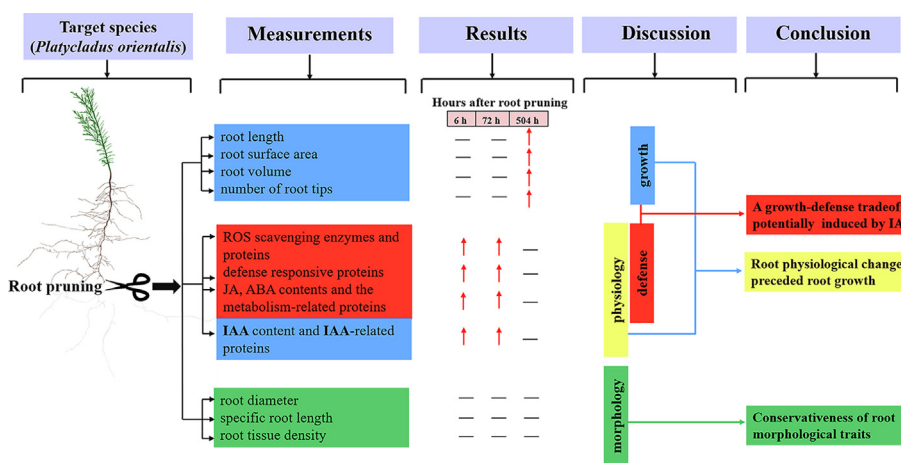 Target species
(Platycladus orientalis)
Measurements
Results
Discussion
Conclusion
Hours after root pruning
6 h 72 h 504 h
root length
root surface area
root volume
number of root tips
ROS scavenging enzymes and
proteins
defense responsive proteins
JA, ABA contents and the
metabolism-related proteins
IAA content and IAA-related
proteins
root diameter
specific root length
root tissue density
Root pruning
growth
defense
physiology
morphology
A growth-defense tradeof
potentially induced by IA
Root physiological change
preceded root growth
Conservativeness of root
morphological traits